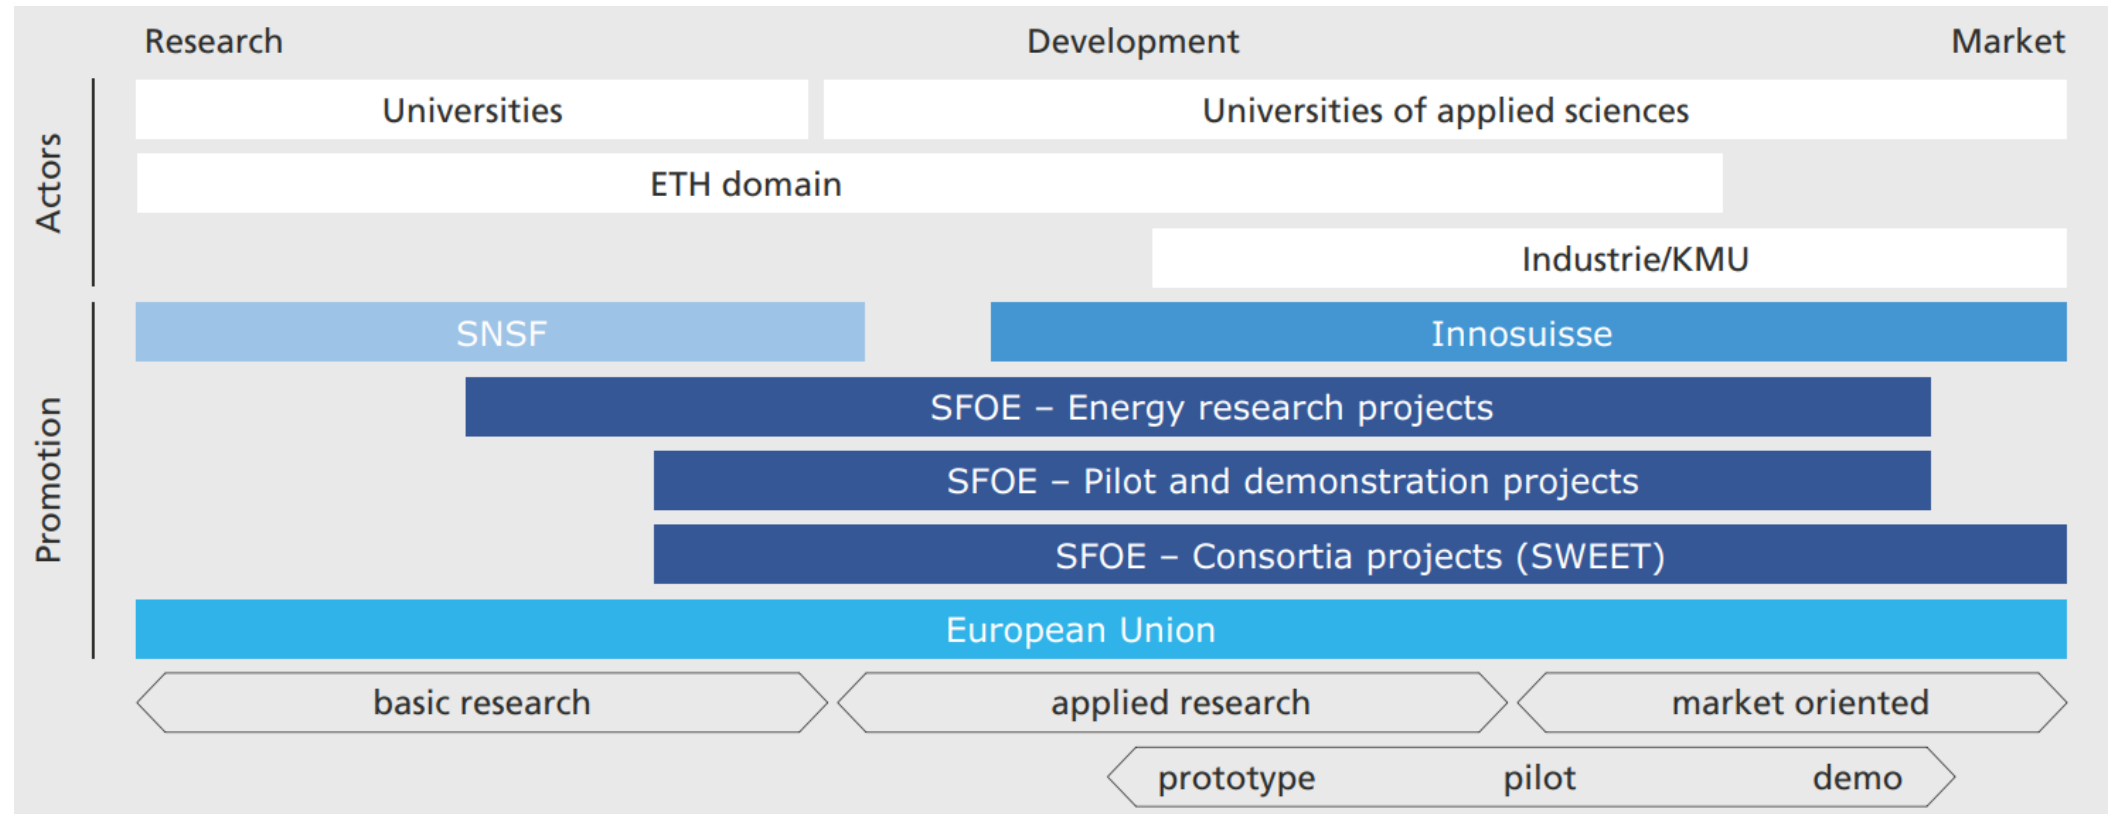 Research Development Market
Actors
Universities Universities of applied sciences
ETH domain
Industrie/KMU
Promotion
SNSF Innosuisse
SFOE – Energy research projects
SFOE – Pilot and demonstration projects
SFOE – Consortia projects (SWEET)
European Union
basic research applied research market oriented
prototype pilot demo